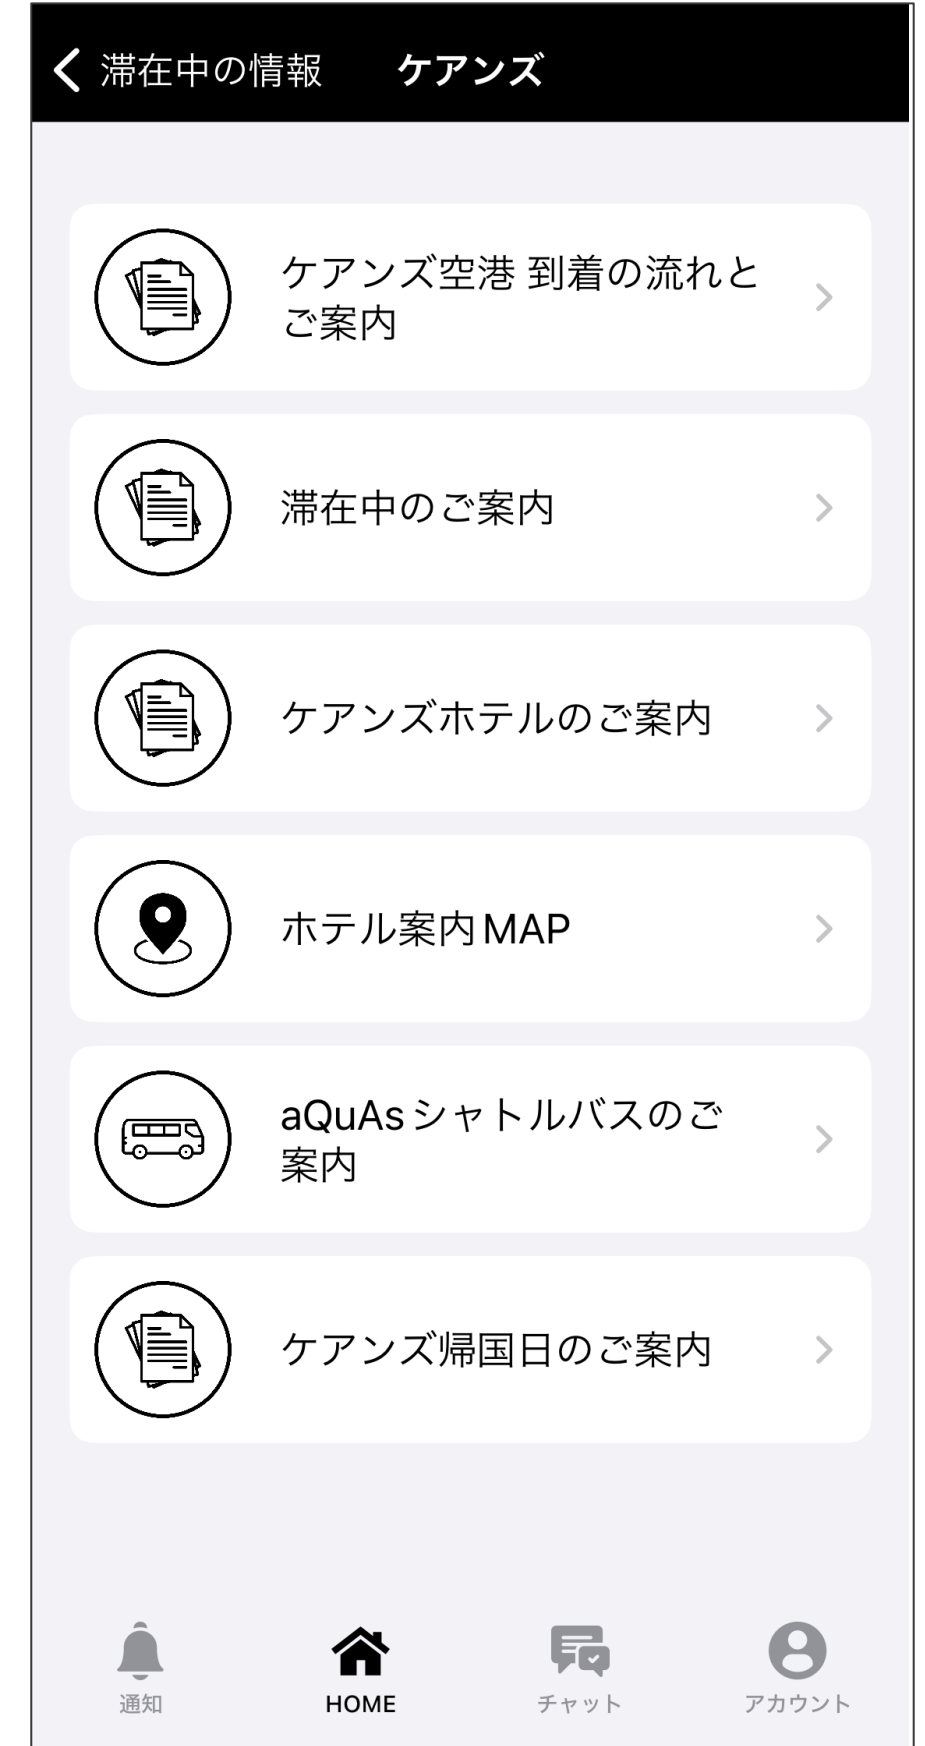 滞在中の情報 ケアンズ
ケアンズ空港 到着の流れと
ご案内
滞在中のご案内
ケアンズホテルのご案内
ホテル案内MAP
aQuAsシャトルバスのご
案内
ケアンズ帰国日のご案内
通知 HOME チャット アカウント